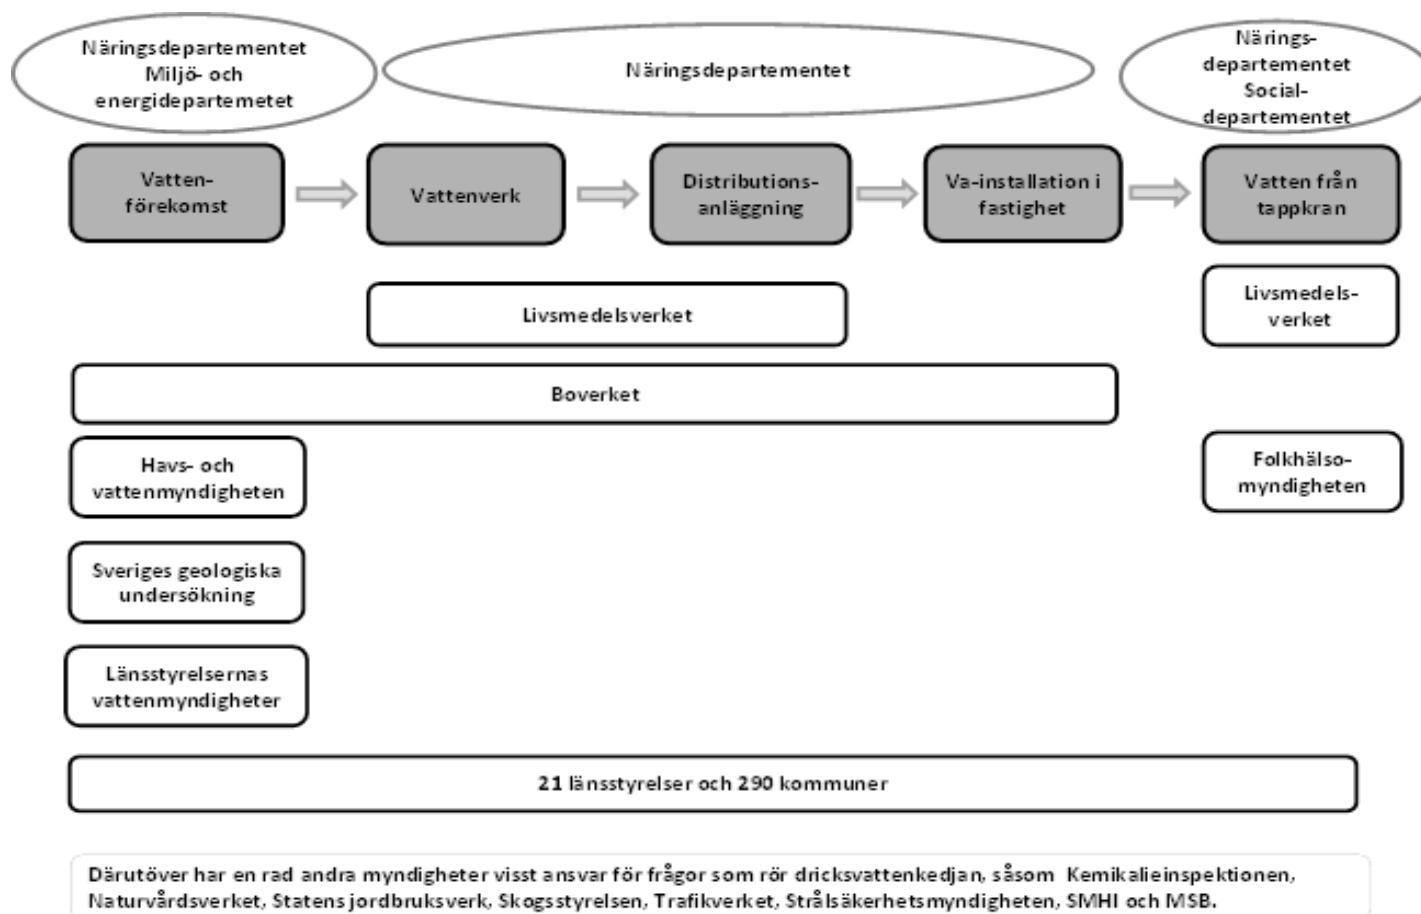 Näringsdepartementet
Miljö- och
energidepartemetet
Näringsdepartementet
Närings-
departementet
Social-
departementet
Vatten-
förekomst
Vattenverk
Distributions-
anläggning
Va-installation i
fastighet
Vatten från
tappkran
Livsmedelsverket
Livsmedels-
verket
Boverket
Havs- och
vattenmyndigheten
Folkhälso-
myndigheten
Sveriges geologiska
undersökning
Länsstyrelsernas
vattenmyndigheter
21 länsstyrelser och 290 kommuner
Därutöver har en rad andra myndigheter visst ansvar för frågor som rör dricksvattenkedjan, såsom Kemikalieinspektionen,
Naturvårdsverket, Statens jordbruksverk, Skogsstyrelsen, Trafikverket, Strålsäkerhetsmyndigheten, SMHI och MSB.